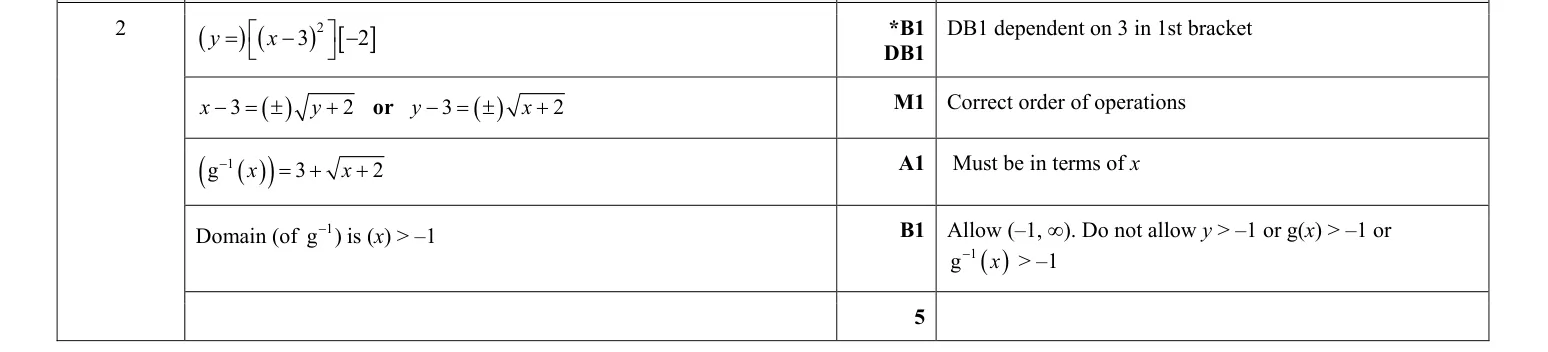 2 (y =)[(x − 3)²][−2] *B1 DB1 dependent on 3 in 1st bracket
DB1
x − 3 = (±)√(y + 2) or y − 3 = (±)√(x + 2) M1 Correct order of operations
(g⁻¹(x)) = 3 + √(x + 2) A1 Must be in terms of x
Domain (of g⁻¹) is (x) > –1 B1 Allow (–1, ∞). Do not allow y > –1 or g(x) > –1 or
g⁻¹(x) > –1
5